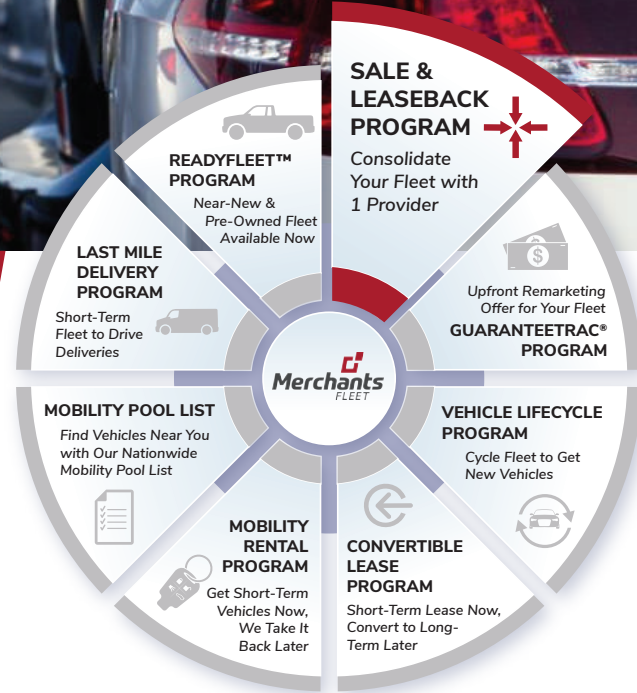 SALE &
LEASEBACK
PROGRAM
Consolidate
Your Fleet with
1 Provider
$
Upfront Remarketing
Offer for Your Fleet
GUARANTEETRAC®
PROGRAM
VEHICLE LIFECYCLE
PROGRAM
Cycle Fleet to Get
New Vehicles
CONVERTIBLE
LEASE
PROGRAM
Short-Term Lease Now,
Convert to Long-
Term Later
MOBILITY
RENTAL
PROGRAM
Get Short-Term
Vehicles Now,
We Take It
Back Later
MOBILITY POOL LIST
Find Vehicles Near You
with Our Nationwide
Mobility Pool List
LAST MILE
DELIVERY
PROGRAM
Short-Term
Fleet to Drive
Deliveries
READYFLEET™
PROGRAM
Near-New &
Pre-Owned Fleet
Available Now
Merchants
FLEET